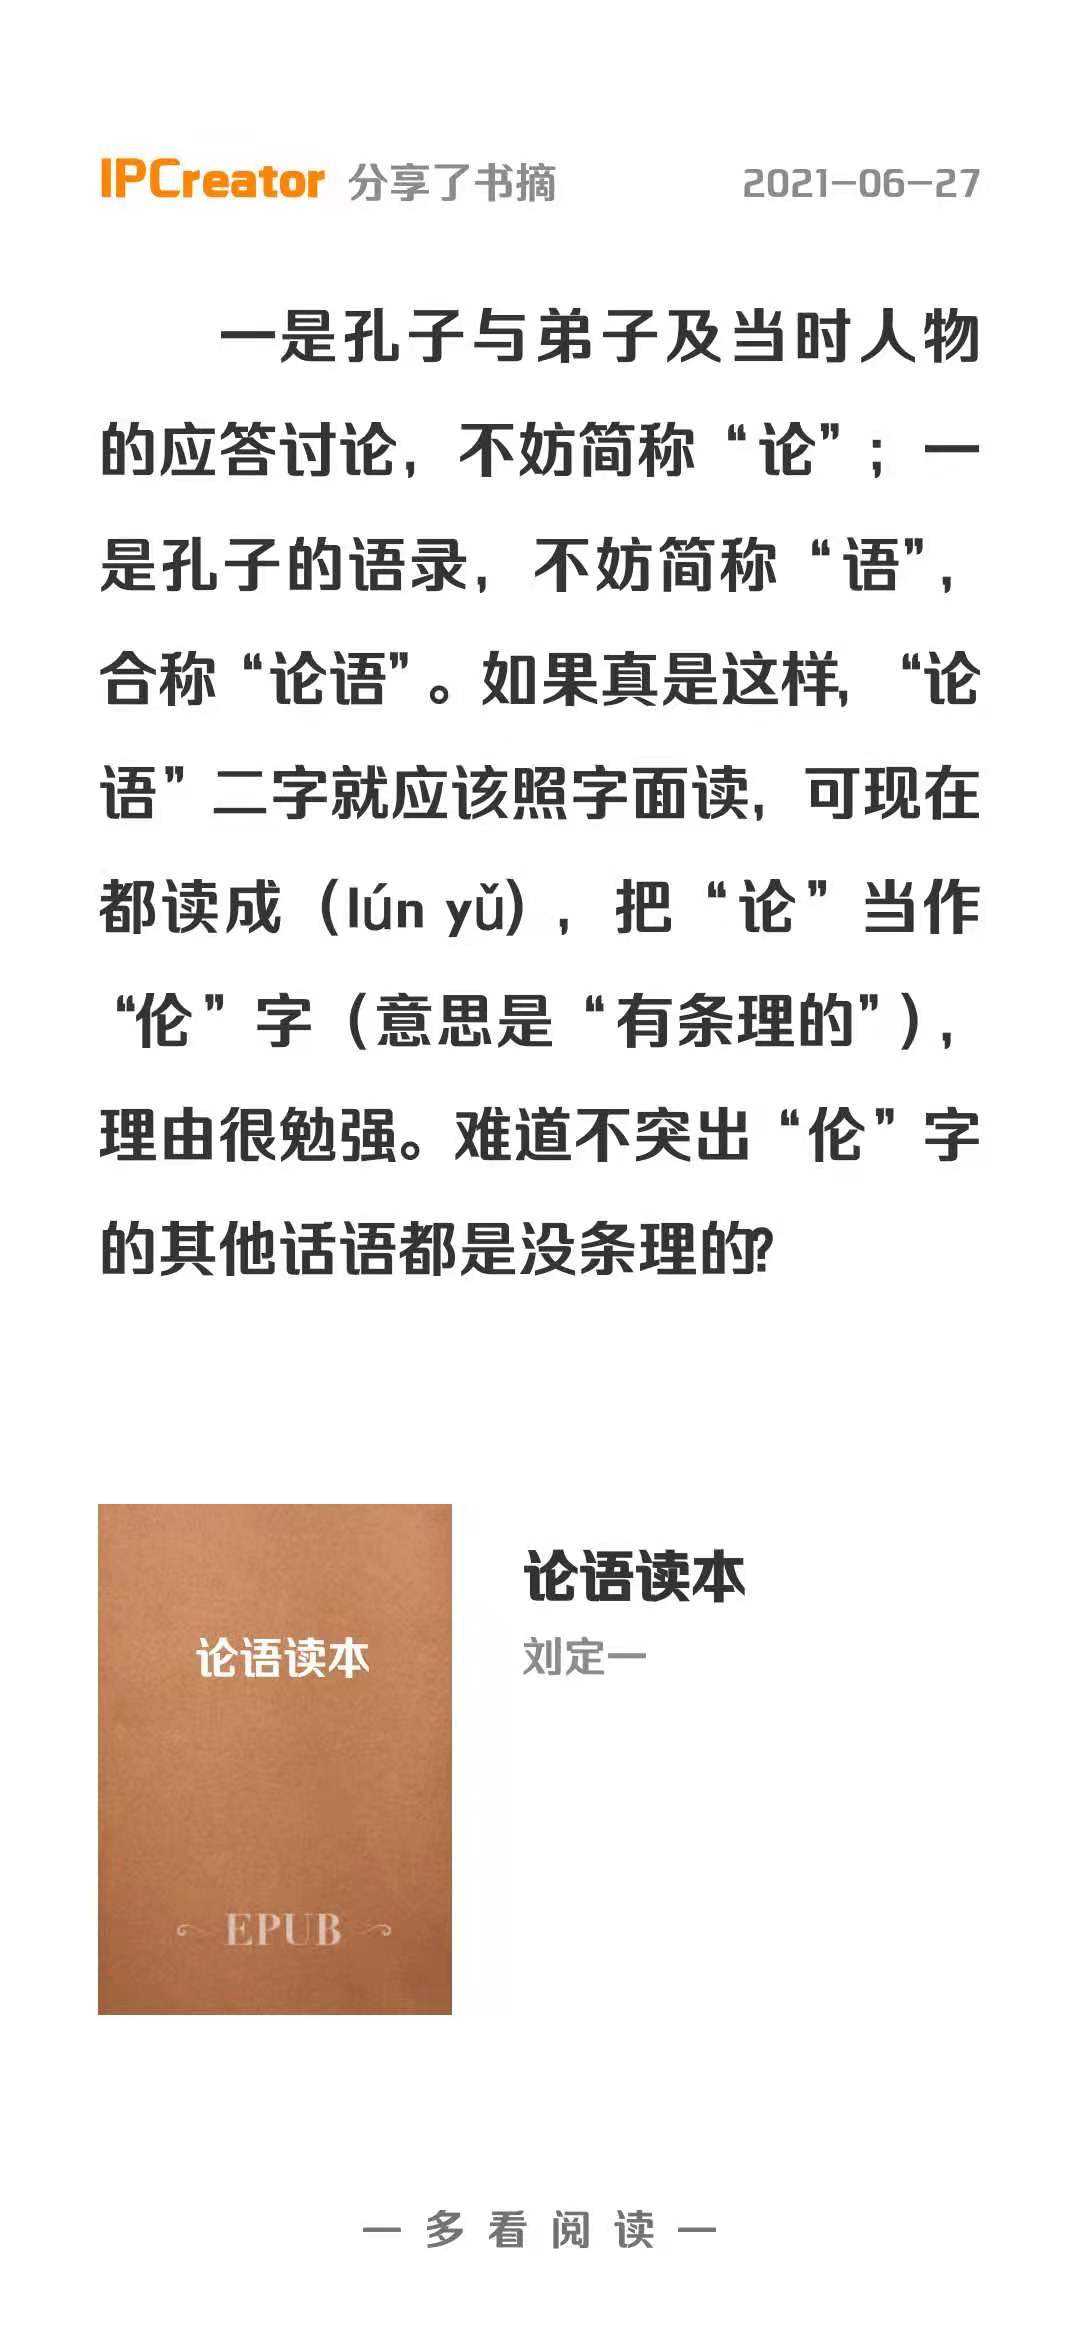 IPCreator 分享了书摘 2021-06-27
一是孔子与弟子及当时人物
的应答讨论，不妨简称“论”；一
是孔子的语录，不妨简称“语”，
合称“论语”。如果真是这样，“论
语”二字就应该照字面读，可现在
都读成（lún yǔ），把“论”当作
“伦”字（意思是“有条理的”），
理由很勉强。难道不突出“伦”字
的其他话语都是没条理的？
论语读本
EPUB
论语读本
刘定一
— 多看阅读 —